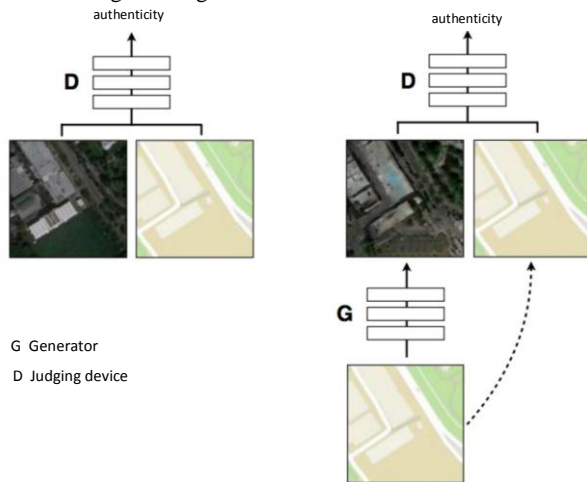 authenticity
authenticity
D
D
G
G Generator
D Judging device